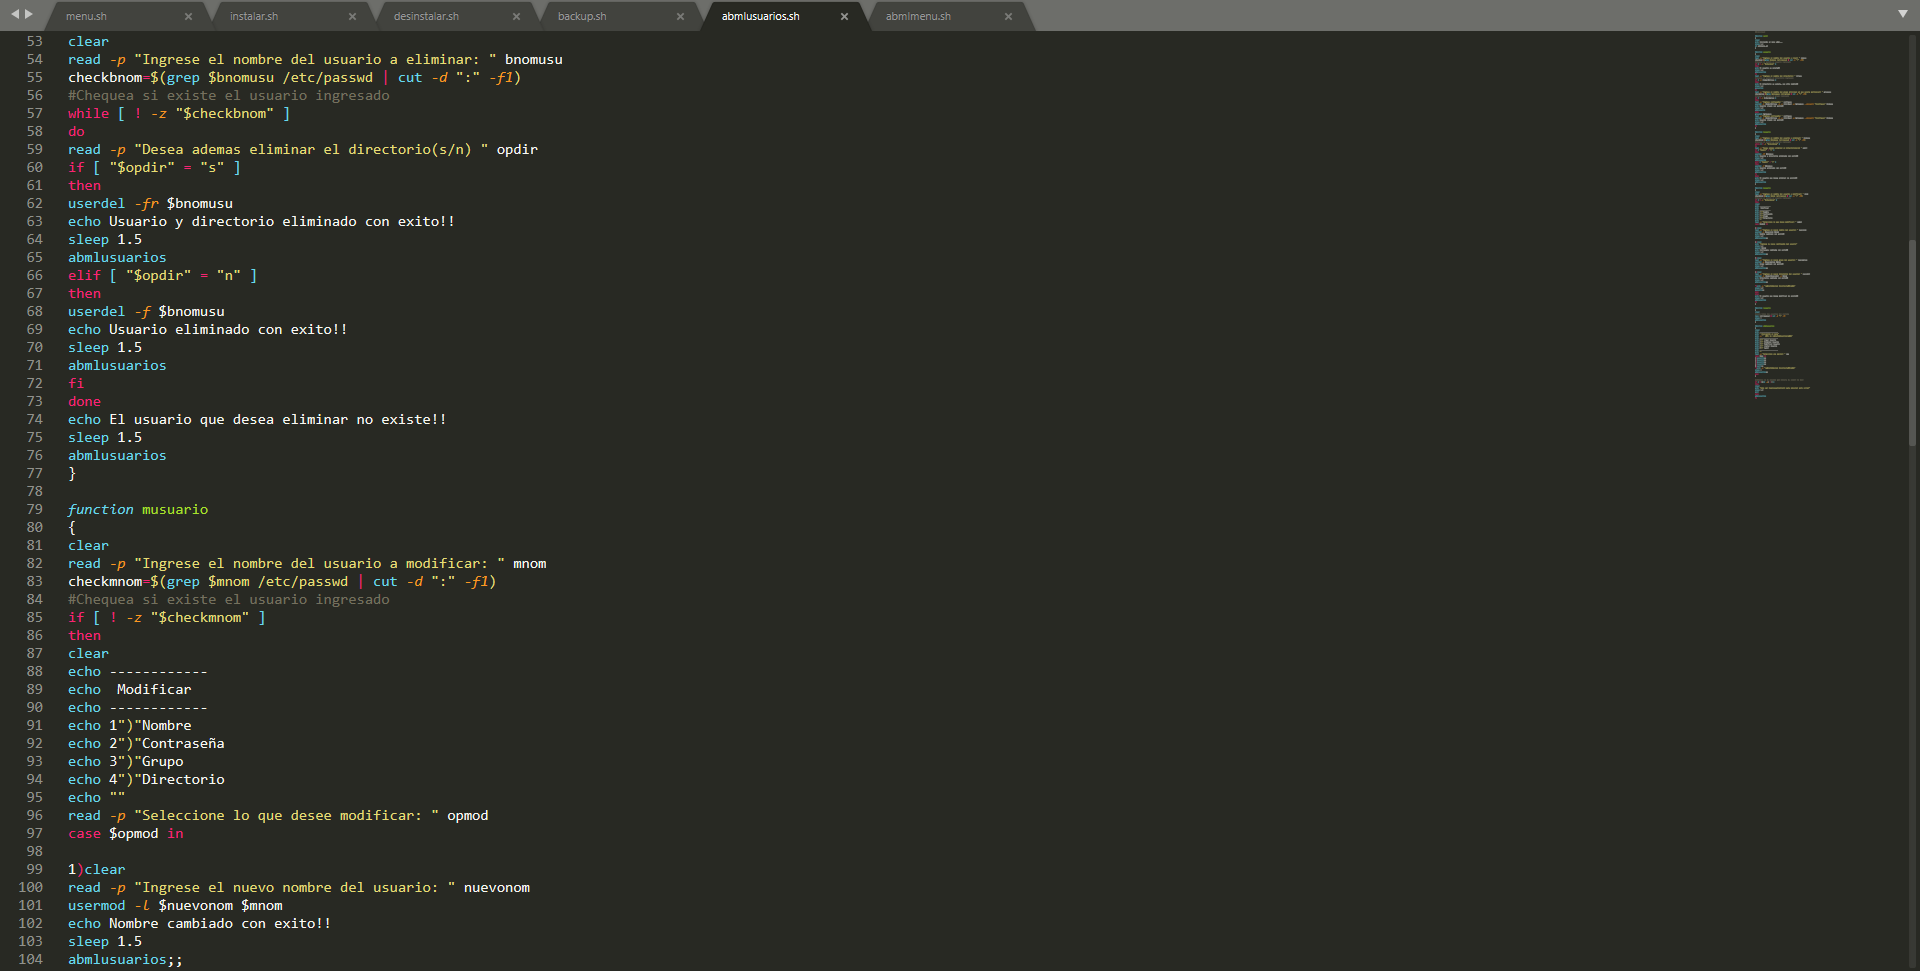 menu.sh × instalar.sh × desinstalar.sh × backup.sh × abmlusuarios.sh × abmlmenu.sh ×
53 clear
54 read -p "Ingrese el nombre del usuario a eliminar: " bnomusu
55 checkbnom=$(grep $bnomusu /etc/passwd | cut -d ":" -f1)
56 #Chequea si existe el usuario ingresado
57 while [ ! -z "$checkbnom" ]
58 do
59 read -p "Desea ademas eliminar el directorio(s/n) " opdir
60 if [ "$opdir" = "s" ]
61 then
62 userdel -fr $bnomusu
63 echo Usuario y directorio eliminado con exito!!
64 sleep 1.5
65 abmlusuarios
66 elif [ "$opdir" = "n" ]
67 then
68 userdel -f $bnomusu
69 echo Usuario eliminado con exito!!
70 sleep 1.5
71 abmlusuarios
72 fi
73 done
74 echo El usuario que desea eliminar no existe!!
75 sleep 1.5
76 abmlusuarios
77 }
78
79 function musuario
80 {
81 clear
82 read -p "Ingrese el nombre del usuario a modificar: " mnom
83 checkmnom=$(grep $mnom /etc/passwd | cut -d ":" -f1)
84 #Chequea si existe el usuario ingresado
85 if [ ! -z "$checkmnom" ]
86 then
87 clear
88 echo ------------
89 echo  Modificar
90 echo ------------
91 echo 1")"Nombre
92 echo 2")"Contraseña
93 echo 3")"Grupo
94 echo 4")"Directorio
95 echo ""
96 read -p "Seleccione lo que desee modificar: " opmod
97 case $opmod in
98
99 1)clear
100 read -p "Ingrese el nuevo nombre del usuario: " nuevonom
101 usermod -l $nuevonom $mnom
102 echo Nombre cambiado con exito!!
103 sleep 1.5
104 abmlusuarios;;